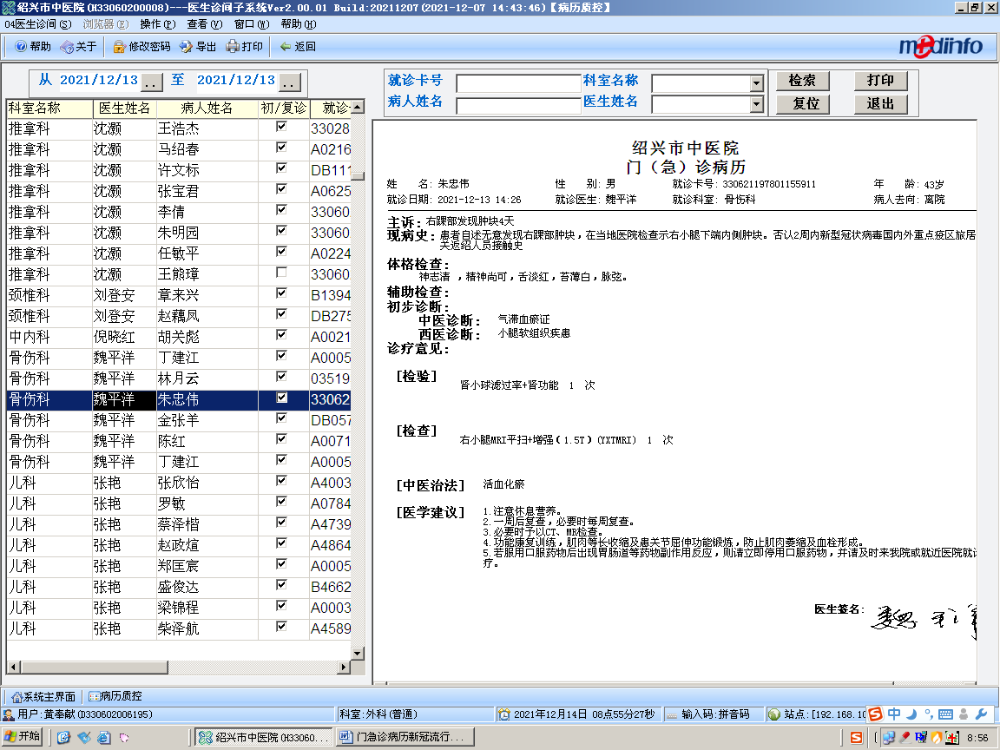 绍兴市中医院(H33060200008)---医生诊间子系统Ver2.00.01 Build:20211207(2021-12-07 14:43:46)【病历质控】
04医生诊间(S) 浏览器(W) 操作(P) 查看(V) 窗口(W) 帮助(H)
帮助 关于 修改密码 导出 打印 返回
medinfo
从 2021/12/13 .. 至 2021/12/13 ..
就诊卡号 科室名称 检索 打印
病人姓名 医生姓名 复位 退出
科室名称 医生姓名 病人姓名 初/复诊 就诊
推拿科 沈灏 王浩杰 33028
推拿科 沈灏 马绍春 A0216
推拿科 沈灏 许文标 DB111
推拿科 沈灏 张宝君 A0625
推拿科 沈灏 李倩 33060
推拿科 沈灏 朱明园 33060
推拿科 沈灏 任敏平 A0224
推拿科 沈灏 王熊璋 33060
颈椎科 刘登安 章来兴 B1394
颈椎科 刘登安 赵藕凤 DB275
中内科 倪晓红 胡关彪 A0021
骨伤科 魏平洋 丁建江 A0005
骨伤科 魏平洋 林月云 03519
骨伤科 魏平洋 朱忠伟 33062
骨伤科 魏平洋 金张羊 DB057
骨伤科 魏平洋 陈红 A0071
骨伤科 魏平洋 丁建江 A0005
儿科 张艳 张欣怡 A4003
儿科 张艳 罗敏 A0784
儿科 张艳 蔡泽楷 A4739
儿科 张艳 赵政煊 A4864
儿科 张艳 郑匡宸 A0005
儿科 张艳 盛俊达 B4662
儿科 张艳 梁锦程 A0003
儿科 张艳 柴泽航 A4589
绍兴市中医院
门（急）诊病历
姓 名: 朱忠伟 性 别: 男 就诊卡号: 330621197801155911 年 龄: 43岁
就诊日期: 2021-12-13 14:26 就诊医生: 魏平洋 就诊科室: 骨伤科 病人去向: 离院
主诉: 右踝部发现肿块4天
现病史: 患者自述无意发现右踝部肿块，在当地医院检查示右小腿下端内侧肿块。否认2周内新型冠状病毒国内外重点疫区旅居
关返绍人员接触史
体格检查:
神志清 ，精神尚可，舌淡红，苔薄白，脉弦。
辅助检查:
初步诊断:
中医诊断: 气滞血瘀证
西医诊断: 小腿软组织疾患
诊疗意见:
[检验]
肾小球滤过率+肾功能 1 次
[检查]
右小腿MRI平扫+增强（1.5T）(YXTMRI) 1 次
[中医治法] 活血化瘀
[医学建议] 1.注意休息营养。
2.一周后复查，必要时每周复查。
3.必要时予以CT、MR检查。
4.功能康复训练，肌肉等长收缩及患关节屈伸功能锻炼，防止肌肉萎缩及血栓形成。
5.若服用口服药物后出现胃肠道等药物副作用反应，则请立即停用口服药物，并请及时来我院或就近医院就诊
疗。
医生签名: 魏平洋
系统主界面 病历质控
用户:黄奉献(D330602006195) 科室:外科(普通) 2021年12月14日 08点55分27秒 输入码:拼音码 站点:[192.168.10 中
开始 绍兴市中医院(H33060... 门急诊病历新冠流行... 8:56